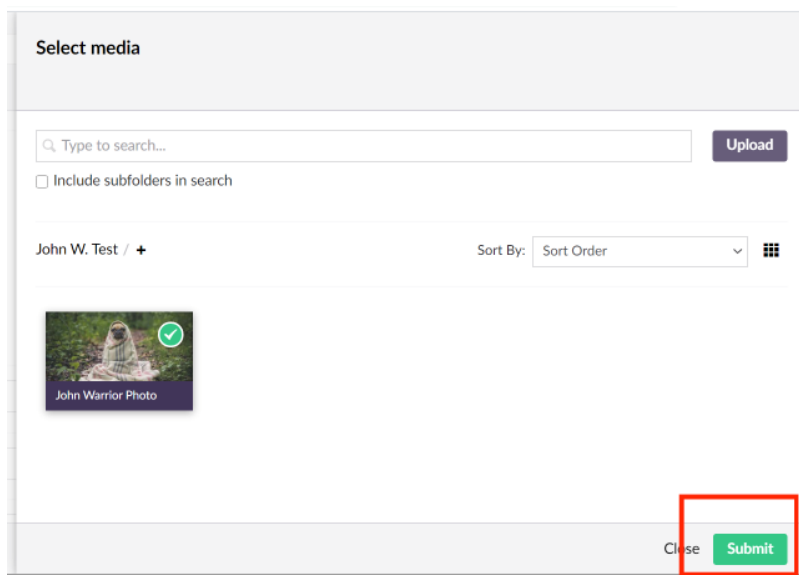 Select media
Type to search...
Upload
Include subfolders in search
John W. Test / +
Sort By: Sort Order
John Warrior Photo
Close Submit